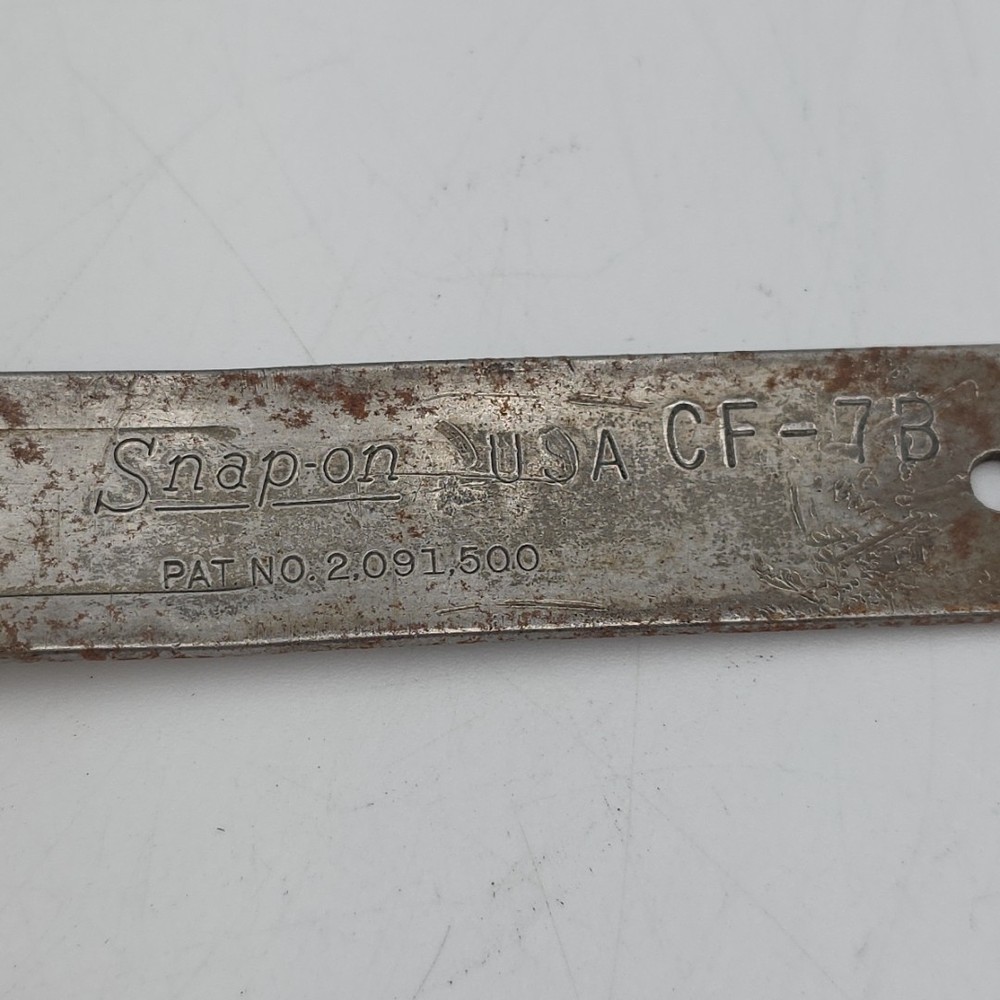 Snap-on USA CF-7B
PAT NO. 2,091,500